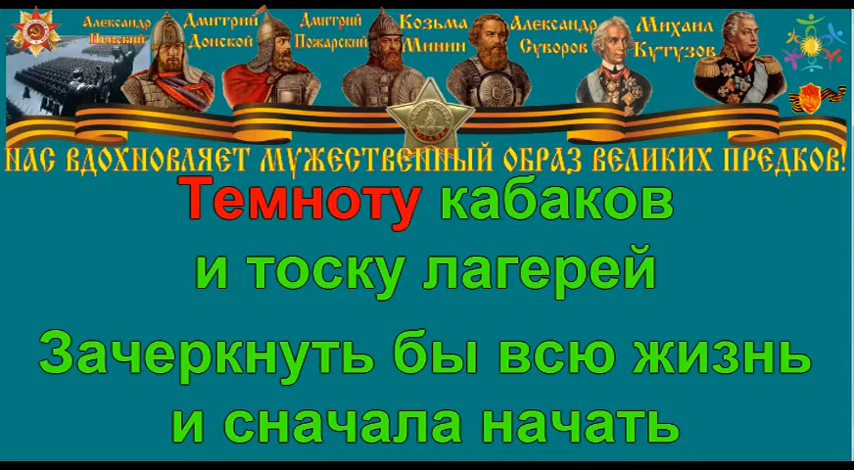 Александр Невский
Дмитрий Донской
Дмитрий Пожарский
Козьма Минин
Александр Суворов
Михаил Кутузов
НАС ВДОХНОВЛЯЕТ МУЖЕСТВЕННЫЙ ОБРАЗ ВЕЛИКИХ ПРЕДКОВ!
Темноту кабаков
и тоску лагерей
Зачеркнуть бы всю жизнь
и сначала начать